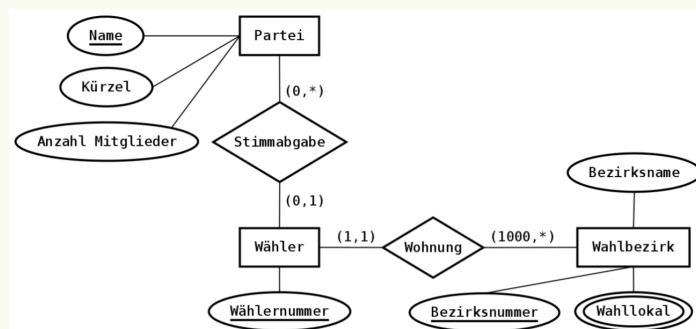 Name
Partei
Kürzel
(0,*)
Anzahl Mitglieder
Stimmabgabe
Bezirksname
(0,1)
Wähler
(1,1)
Wohnung
(1000,*)
Wahlbezirk
Wählernummer
Bezirksnummer
Wahllokal